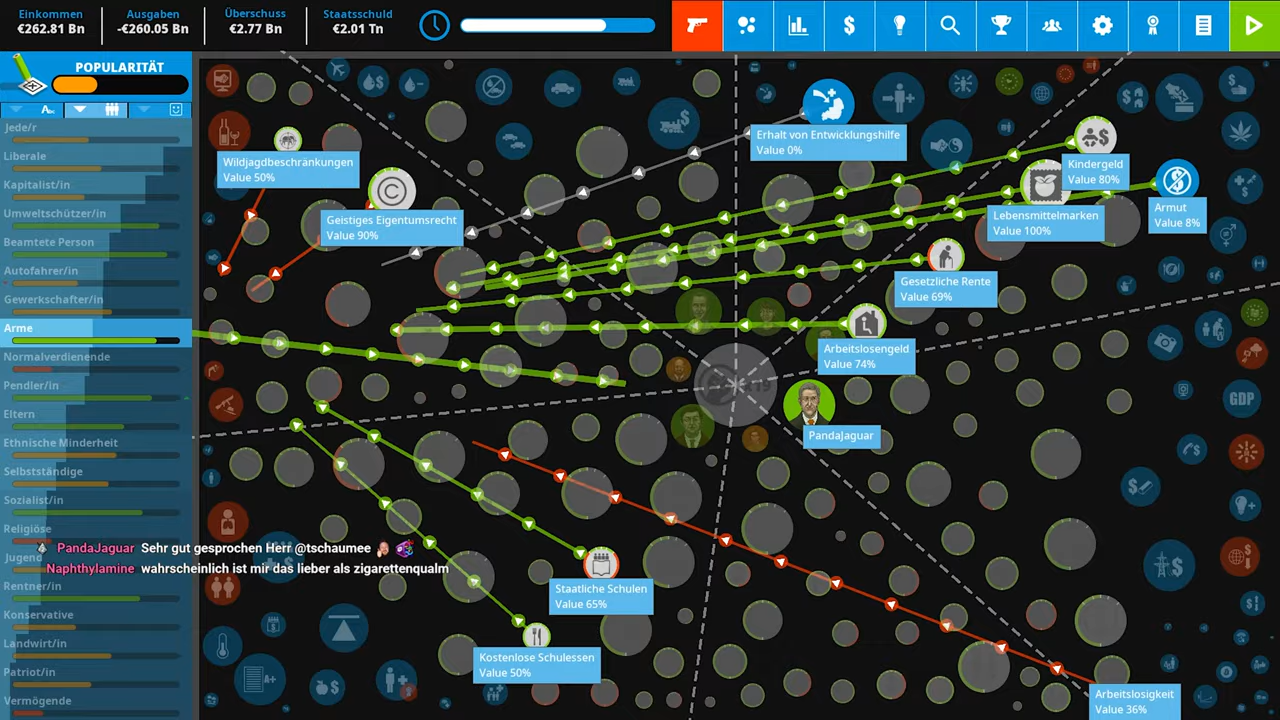 Einkommen
€262.81 Bn
Ausgaben
-€260.05 Bn
Überschuss
€2.77 Bn
Staatsschuld
€2.01 Tn
POPULARITÄT
Jede/r
Liberale
Kapitalist/in
Umweltschützer/in
Beamtete Person
Autofahrer/in
Gewerkschafter/in
Arme
Normalverdienende
Pendler/in
Eltern
Ethnische Minderheit
Selbstständige
Sozialist/in
Religiöse
Jugend
Rentner/in
Konservative
Landwirt/in
Patriot/in
Vermögende
Wildjagdbeschränkungen
Value 50%
Geistiges Eigentumsrecht
Value 90%
Erhalt von Entwicklungshilfe
Value 0%
Kindergeld
Value 80%
Lebensmittelmarken
Value 100%
Armut
Value 8%
Gesetzliche Rente
Value 69%
Arbeitslosengeld
Value 74%
PandaJaguar
GDP
PandaJaguar Sehr gut gesprochen Herr @tschaumee
Naphthylamine wahrscheinlich ist mir das lieber als zigarettenqualm
Staatliche Schulen
Value 65%
Kostenlose Schulessen
Value 50%
Arbeitslosigkeit
Value 36%